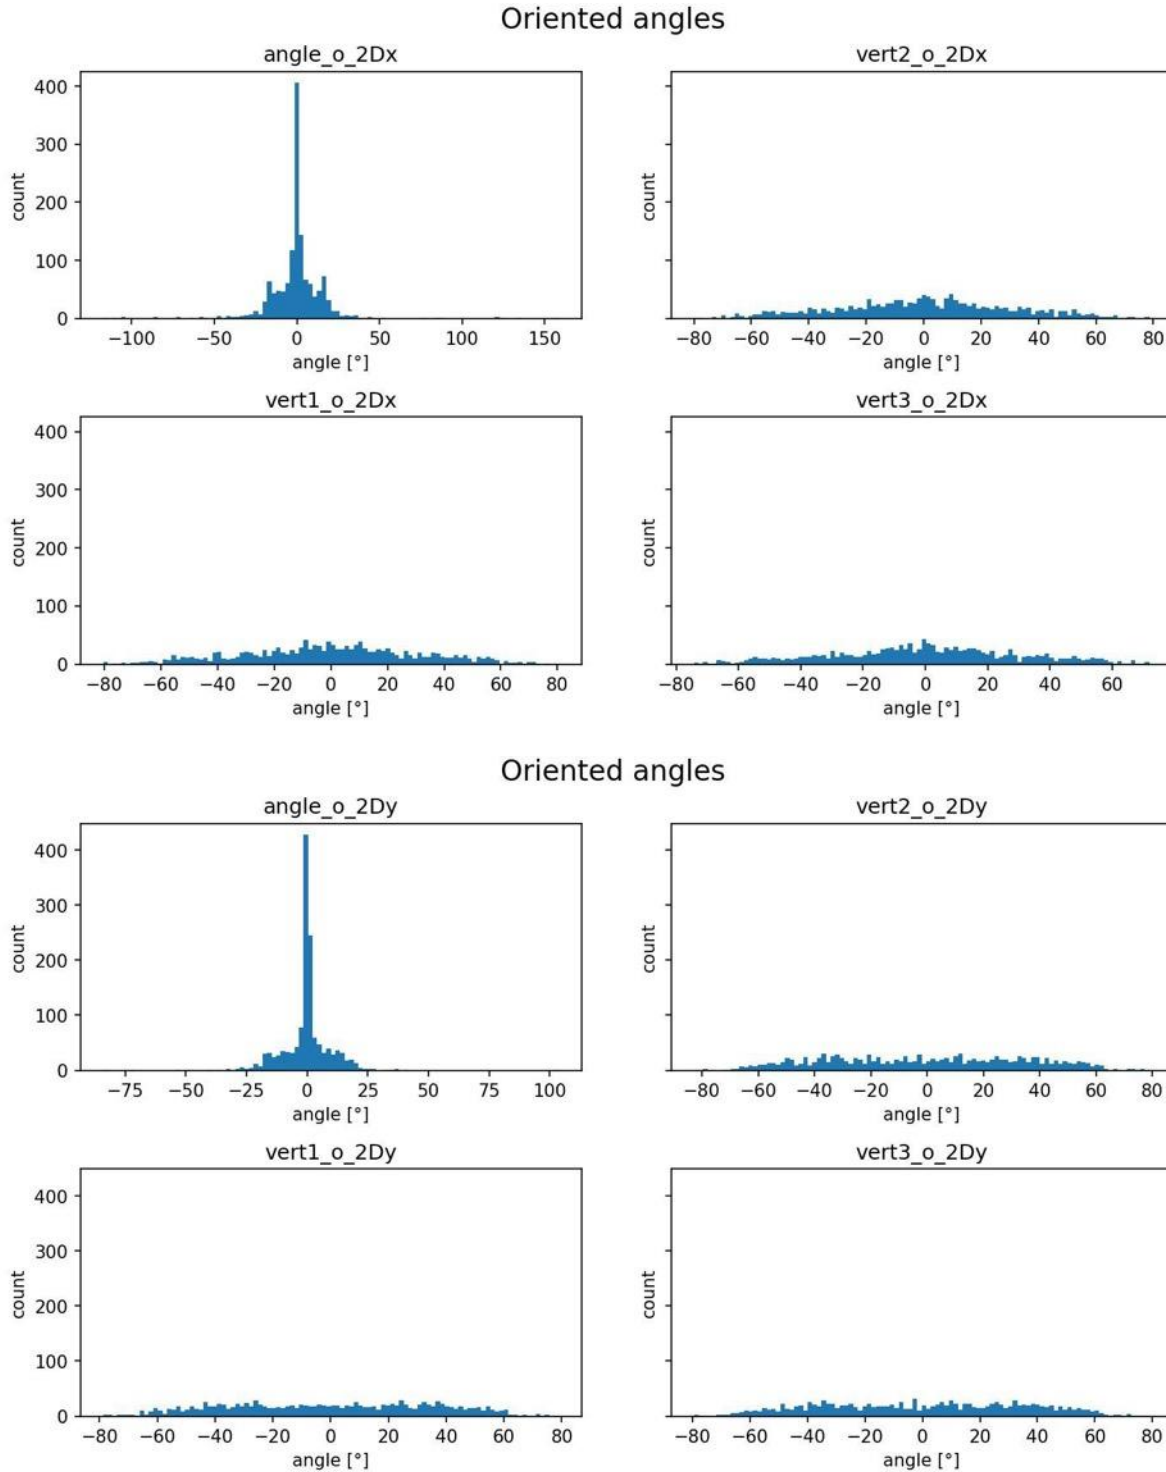 Oriented angles
angle_o_2Dx
vert2_o_2Dx
400
300
200
100
0
count
count
−100 −50 0 50 100 150
−80 −60 −40 −20 0 20 40 60 80
angle [°]
angle [°]
vert1_o_2Dx
vert3_o_2Dx
400
300
200
100
0
count
count
−80 −60 −40 −20 0 20 40 60 80
−80 −60 −40 −20 0 20 40 60
angle [°]
angle [°]
Oriented angles
angle_o_2Dy
vert2_o_2Dy
400
300
200
100
0
count
count
−75 −50 −25 0 25 50 75 100
−80 −60 −40 −20 0 20 40 60 80
angle [°]
angle [°]
vert1_o_2Dy
vert3_o_2Dy
400
300
200
100
0
count
count
−80 −60 −40 −20 0 20 40 60 80
−80 −60 −40 −20 0 20 40 60 80
angle [°]
angle [°]